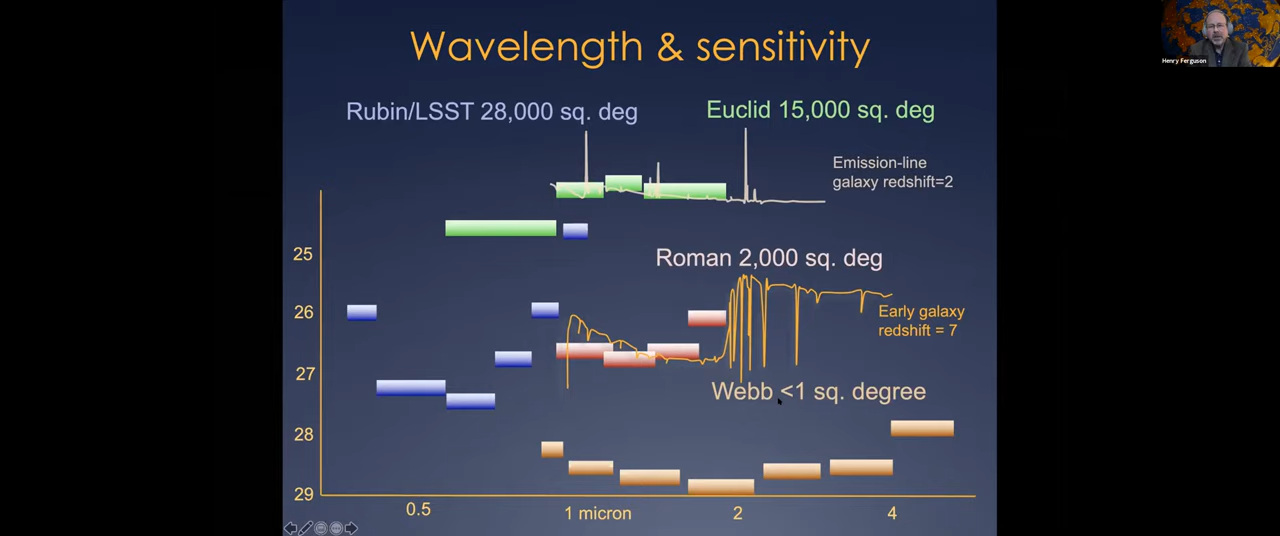 Wavelength & sensitivity
Henry Ferguson
Rubin/LSST 28,000 sq. deg
Euclid 15,000 sq. deg
Emission-line
galaxy redshift=2
25
Roman 2,000 sq. deg
26
Early galaxy
redshift = 7
27
Webb <1 sq. degree
28
29
0.5
1 micron
2
4